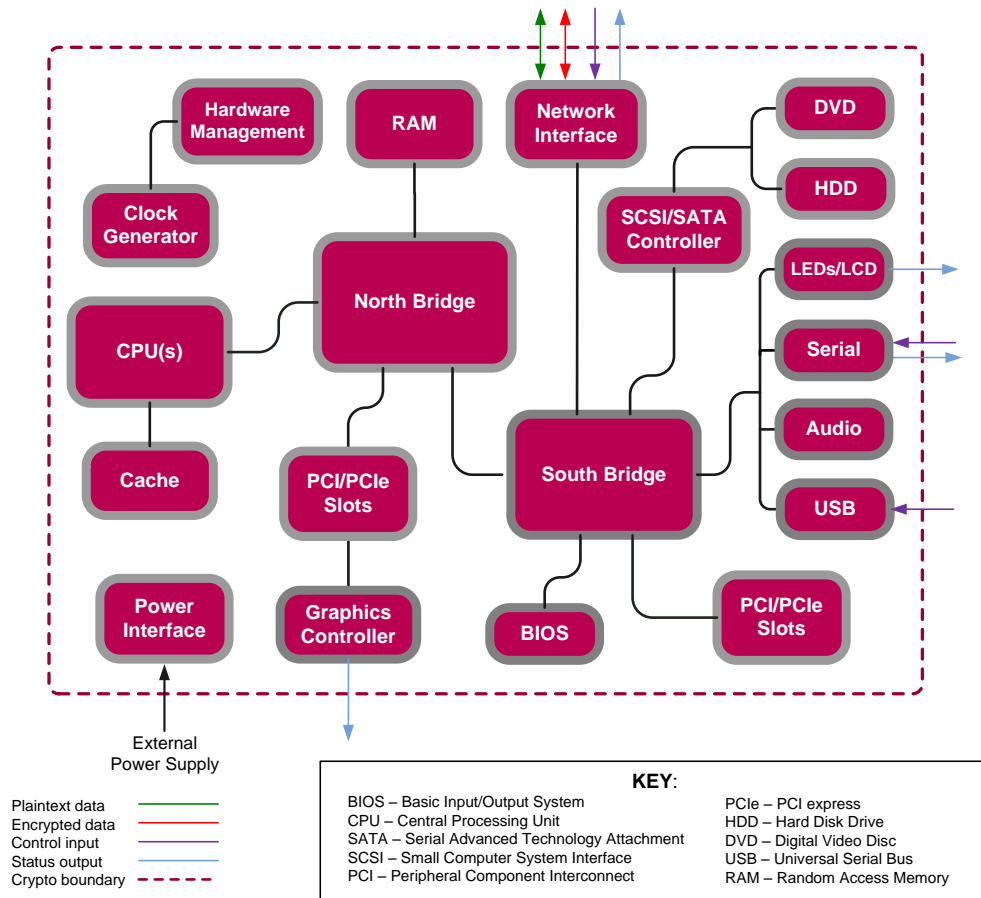 Hardware
Management
RAM
Network
Interface
DVD
HDD
Clock
Generator
SCSI/SATA
Controller
LEDs/LCD
North Bridge
CPU(s)
Serial
Audio
Cache
PCI/PCIe
Slots
South Bridge
USB
Power
Interface
Graphics
Controller
BIOS
PCI/PCIe
Slots
External
Power Supply
Plaintext data
Encrypted data
Control input
Status output
Crypto boundary
KEY:
BIOS – Basic Input/Output System
CPU – Central Processing Unit
SATA – Serial Advanced Technology Attachment
SCSI – Small Computer System Interface
PCI – Peripheral Component Interconnect
PCIe – PCI express
HDD – Hard Disk Drive
DVD – Digital Video Disc
USB – Universal Serial Bus
RAM – Random Access Memory